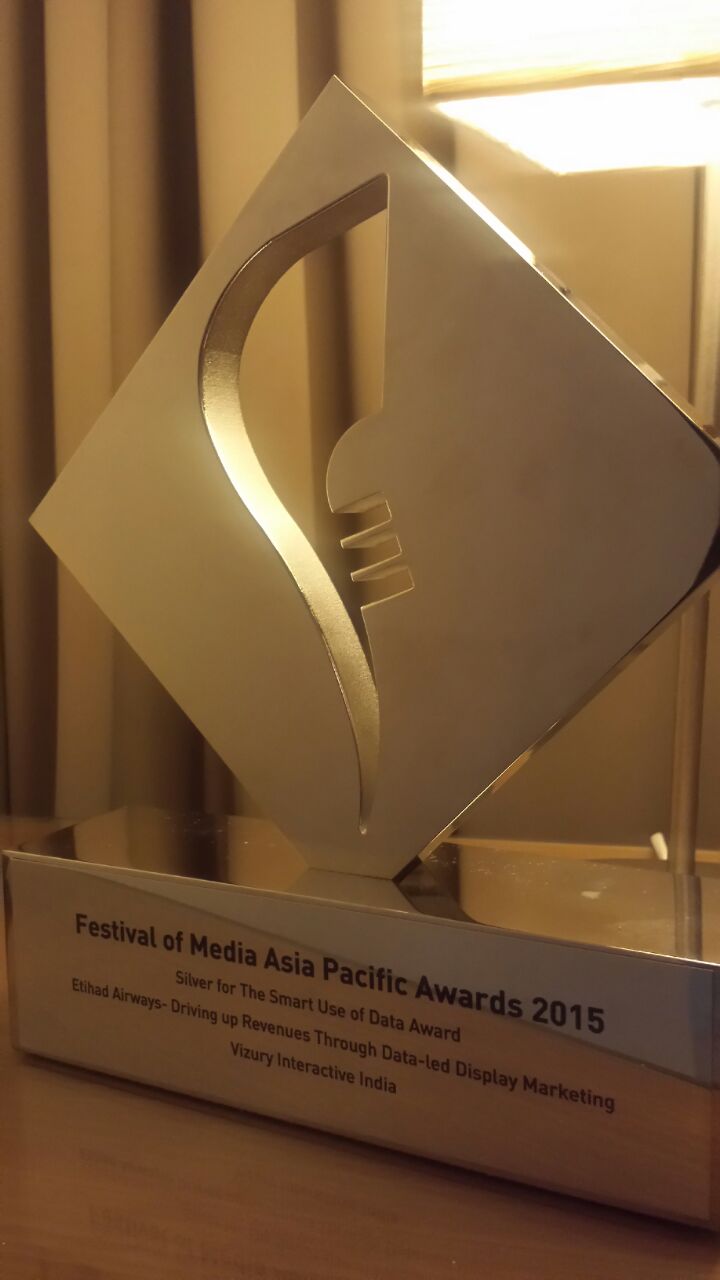 Festival of Media Asia Pacific Awards 2015
Silver for The Smart Use of Data Award
Etihad Airways- Driving up Revenues Through Data-led Display Marketing
Vizury Interactive India